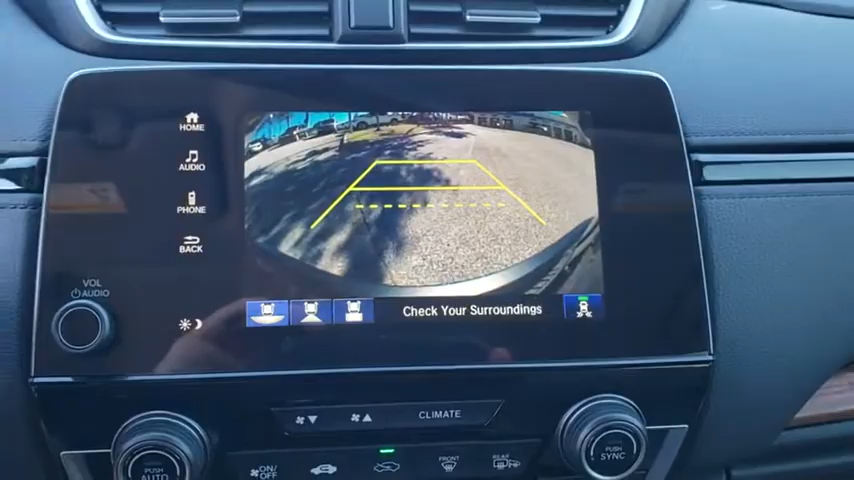 HOME
AUDIO
PHONE
BACK
VOL
AUDIO
Check Your Surroundings
CLIMATE
PUSH
AUTO
ON/OFF
FRONT
REAR
PUSH
SYNC